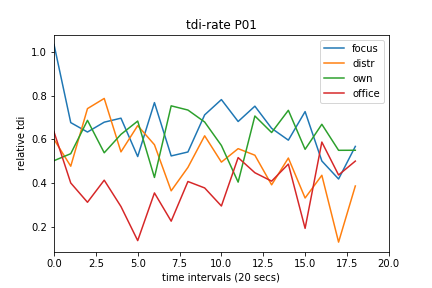 tdi-rate P01
focus
distr
own
office
relative tdi
1.0
0.8
0.6
0.4
0.2
0.0 2.5 5.0 7.5 10.0 12.5 15.0 17.5 20.0
time intervals (20 secs)